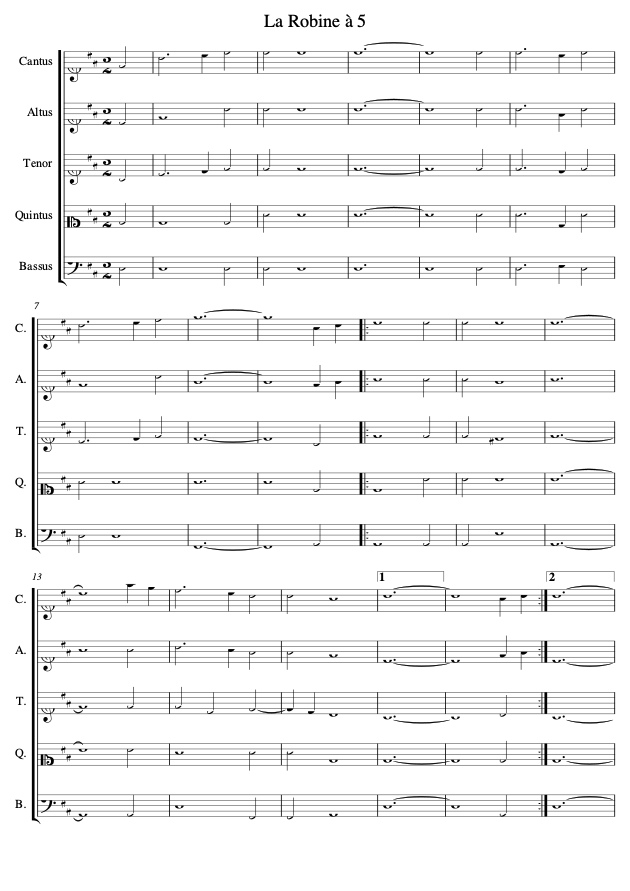 La Robine à 5
Cantus
Altus
Tenor
Quintus
Bassus
7
C.
A.
T.
Q.
B.
13
1
2
C.
A.
T.
Q.
B.